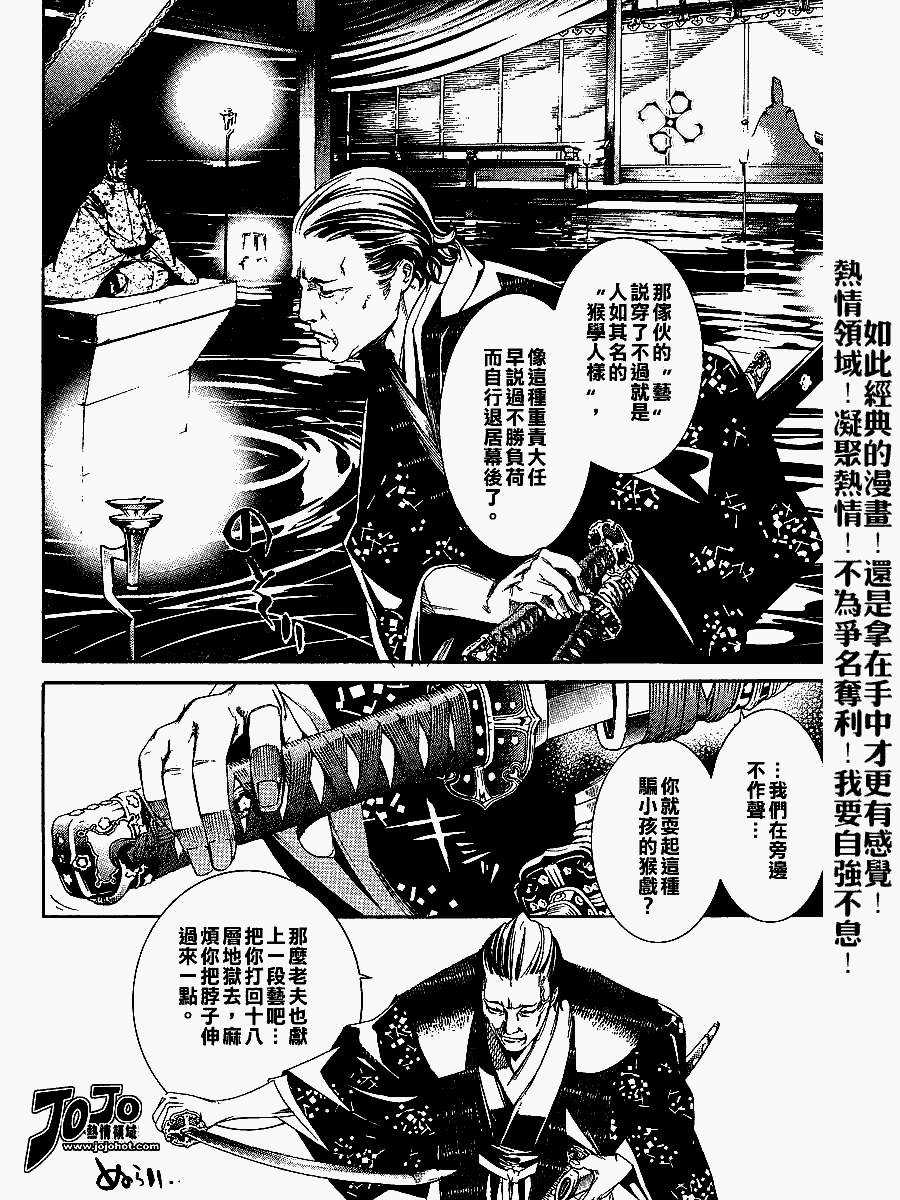 那傢伙的〝藝〞
說穿了不過就是
人如其名的
〝猴學人樣〞，
像這種重責大任
早說過不勝負荷
而自行退居幕後了。
…我們在旁邊
不作聲…
你就耍起這種
騙小孩的猴戲？
那麼老夫也獻
上一段藝吧…
把你打回十八
層地獄去，麻
煩你把脖子伸
過來一點。
如此經典的漫畫！還是拿在手中才更有感覺！
熱情領域！凝聚熱情！不為爭名奪利！我要自強不息！
JOJO
熱情領域
www.jojohot.com